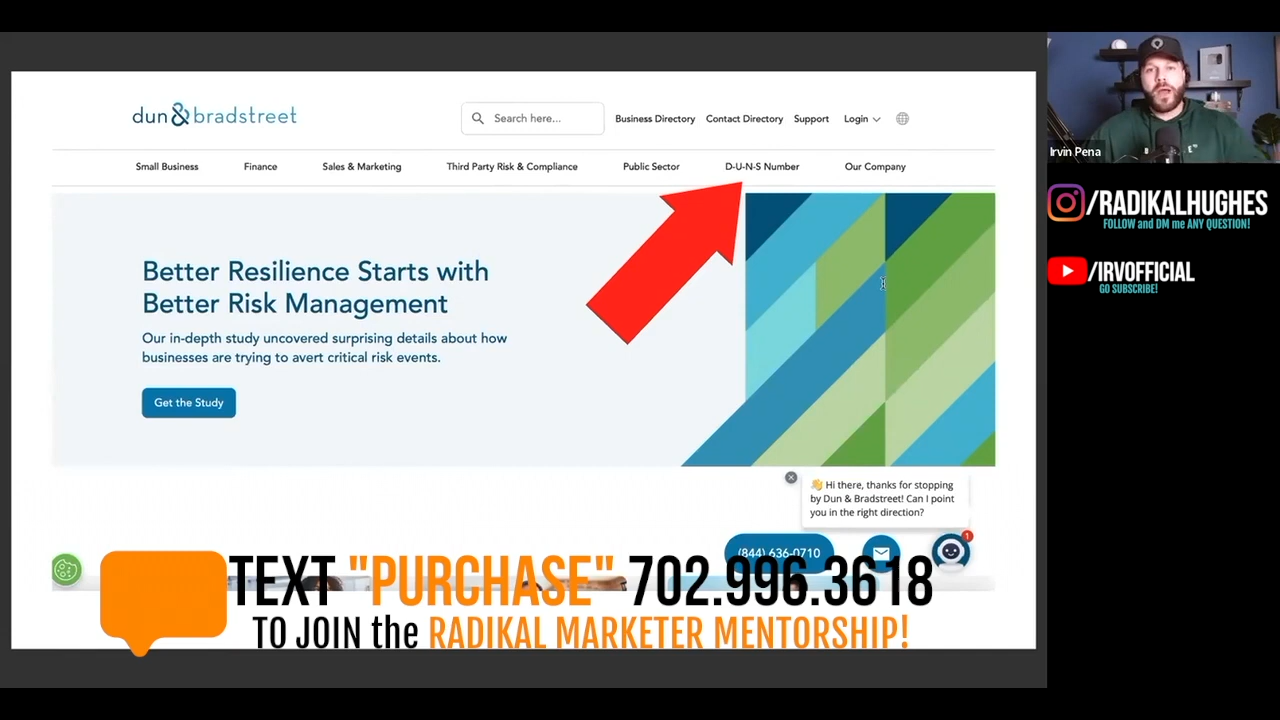 dun & bradstreet
Search here...
Business Directory
Contact Directory
Support
Login
Small Business
Finance
Sales & Marketing
Third Party Risk & Compliance
Public Sector
D-U-N-S Number
Our Company
Better Resilience Starts with
Better Risk Management
Our in-depth study uncovered surprising details about how
businesses are trying to avert critical risk events.
Get the Study
👋 Hi there, thanks for stopping
by Dun & Bradstreet! Can I point
you in the right direction?
(844) 636-0710
1
TEXT "PURCHASE" 702.996.3618
TO JOIN the RADIKAL MARKETER MENTORSHIP!
Irvin Pena
/RADIKALHUGHES
FOLLOW and DM me ANY QUESTION!
/IRVOFFICIAL
GO SUBSCRIBE!